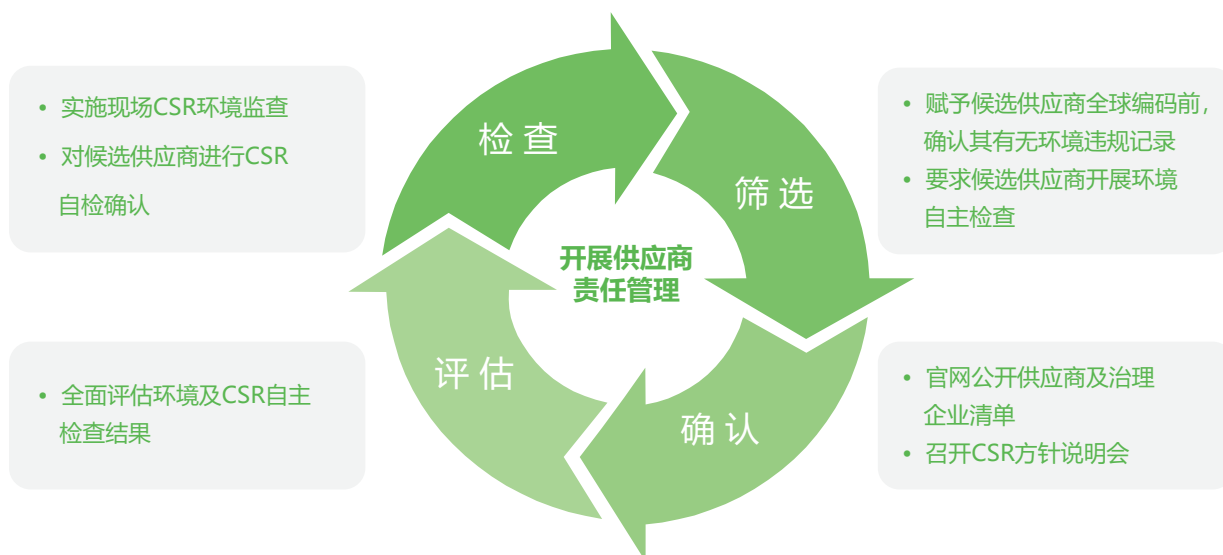 • 实施现场CSR环境监查
• 对候选供应商进行CSR
自检确认
检查
• 赋予候选供应商全球编码前，
确认其有无环境违规记录
• 要求候选供应商开展环境
自主检查
筛选
开展供应商
责任管理
• 全面评估环境及CSR自主
检查结果
评估
确认
• 官网公开供应商及治理
企业清单
• 召开CSR方针说明会